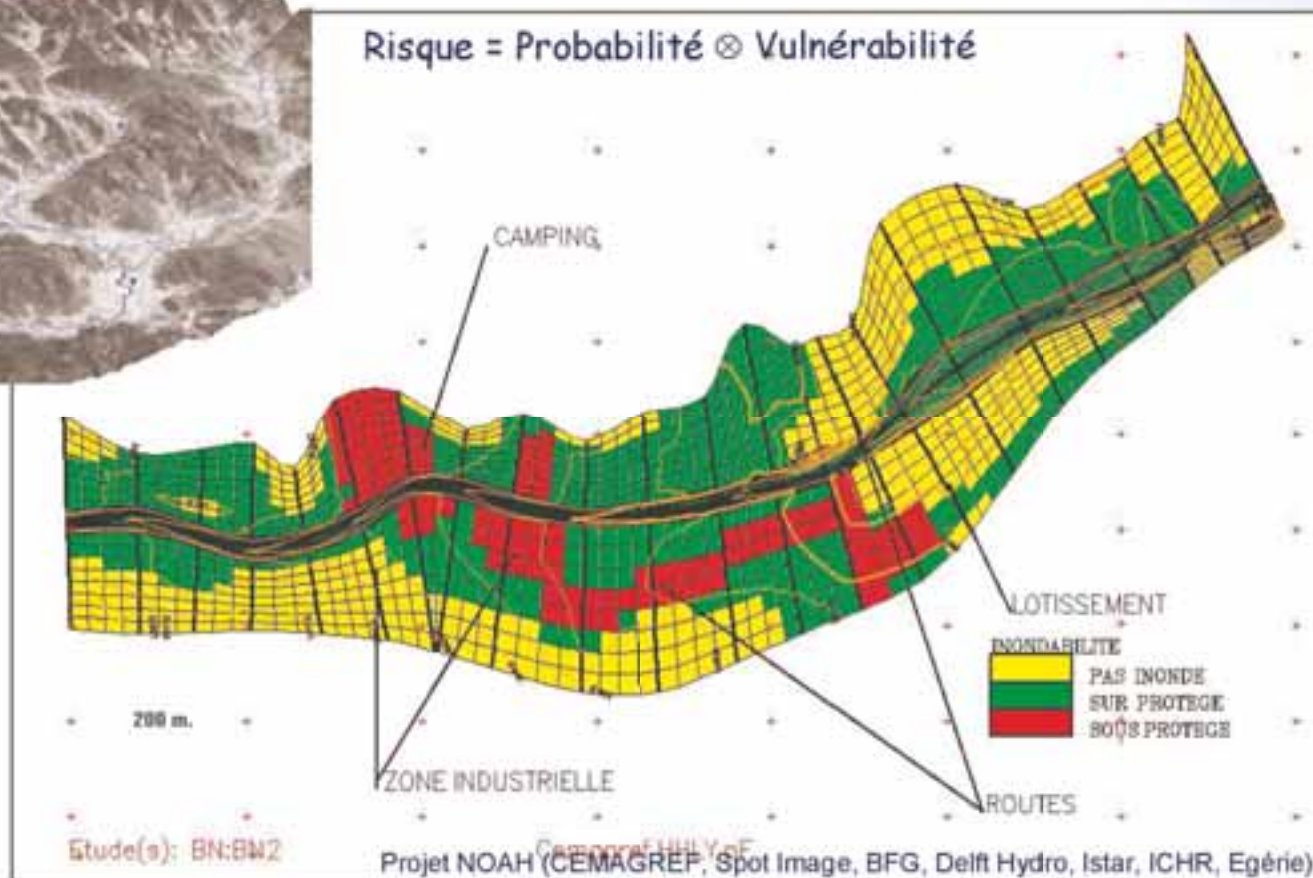 Risque = Probabilité ⊗ Vulnérabilité
CAMPING
LOTISSEMENT
INONDABILITE
PAS INONDE
SUR PROTEGE
SOUS PROTEGE
200 m.
ZONE INDUSTRIELLE
ROUTES
Etude(s): BN:BW2
Projet NOAH (CEMAGREF, Spot Image, BFG, Delft Hydro, Istar, ICHR, Egérie)